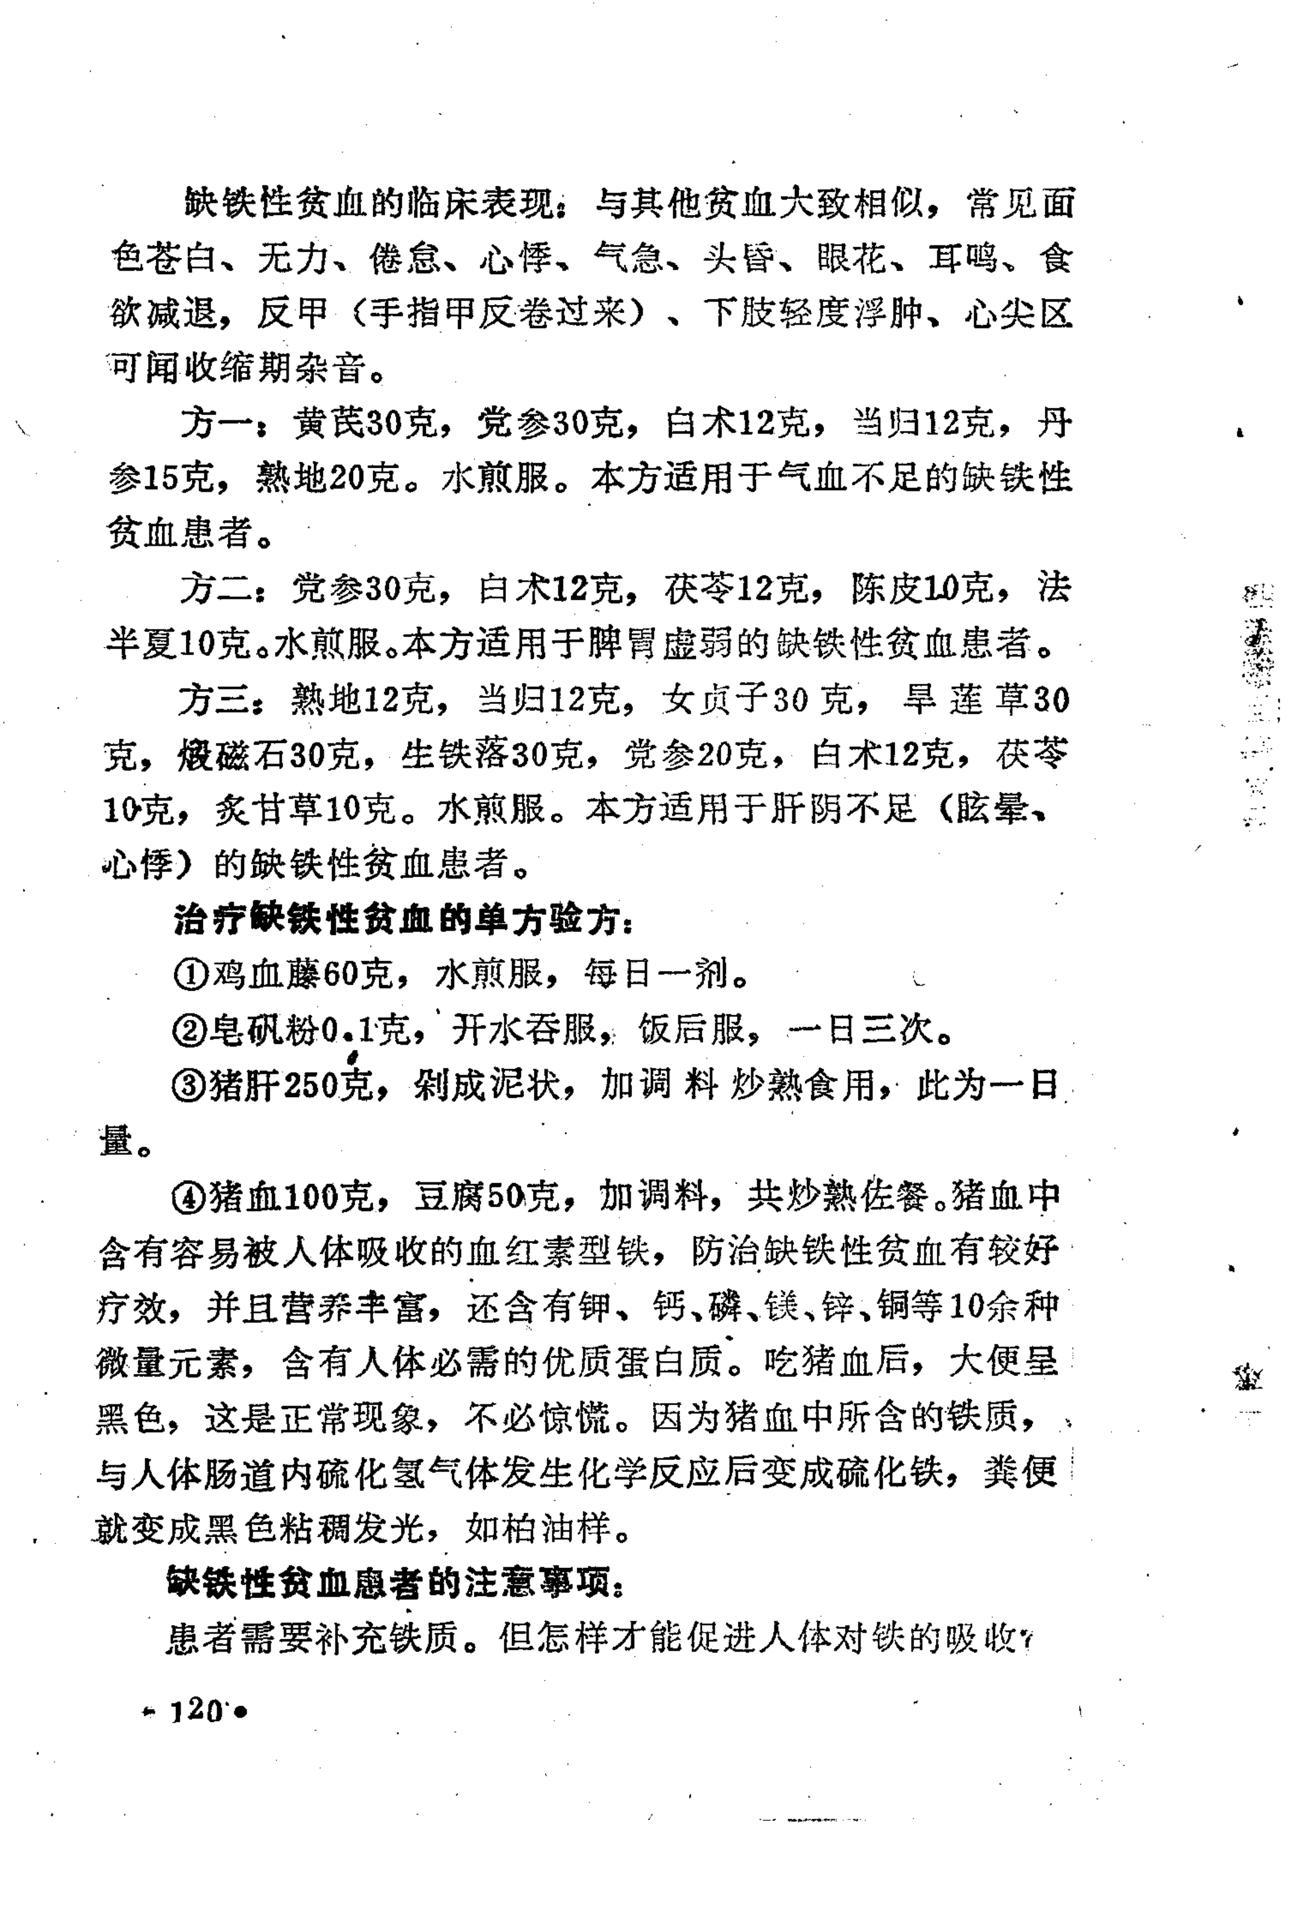 缺铁性贫血的临床表现：与其他贫血大致相似，常见面
色苍白、无力、倦怠、心悸、气急、头昏、眼花、耳鸣、食
欲减退，反甲（手指甲反卷过来）、下肢轻度浮肿、心尖区
可闻收缩期杂音。
方一：黄芪30克，党参30克，白术12克，当归12克，丹
参15克，熟地20克。水煎服。本方适用于气血不足的缺铁性
贫血患者。
方二：党参30克，白术12克，茯苓12克，陈皮10克，法
半夏10克。水煎服。本方适用于脾胃虚弱的缺铁性贫血患者。
方三：熟地12克，当归12克，女贞子30克，旱莲草30
克，煅磁石30克，生铁落30克，党参20克，白术12克，茯苓
10克，炙甘草10克。水煎服。本方适用于肝阴不足（眩晕、
心悸）的缺铁性贫血患者。
治疗缺铁性贫血的单方验方：
①鸡血藤60克，水煎服，每日一剂。
②皂矾粉0.1克，开水吞服，饭后服，一日三次。
③猪肝250克，剁成泥状，加调料炒熟食用，此为一日
量。
④猪血100克，豆腐50克，加调料，共炒熟佐餐。猪血中
含有容易被人体吸收的血红素型铁，防治缺铁性贫血有较好
疗效，并且营养丰富，还含有钾、钙、磷、镁、锌、铜等10余种
微量元素，含有人体必需的优质蛋白质。吃猪血后，大便呈
黑色，这是正常现象，不必惊慌。因为猪血中所含的铁质，
与人体肠道内硫化氢气体发生化学反应后变成硫化铁，粪便
就变成黑色粘稠发光，如柏油样。
缺铁性贫血患者的注意事项：
患者需要补充铁质。但怎样才能促进人体对铁的吸收？
120